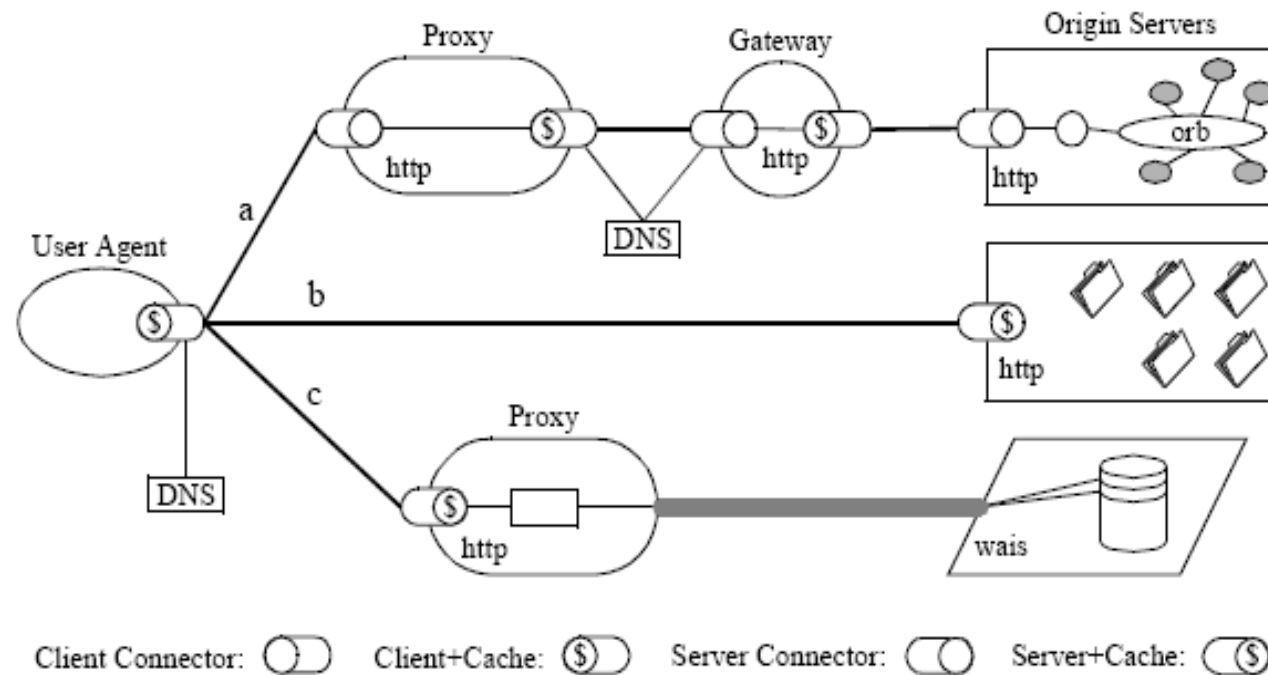 Proxy
Gateway
Origin Servers
$
$
orb
http
http
http
a
DNS
User Agent
$
b
$
http
c
Proxy
DNS
$
http
wais
Client Connector:
Client+Cache: $
Server Connector:
Server+Cache: $